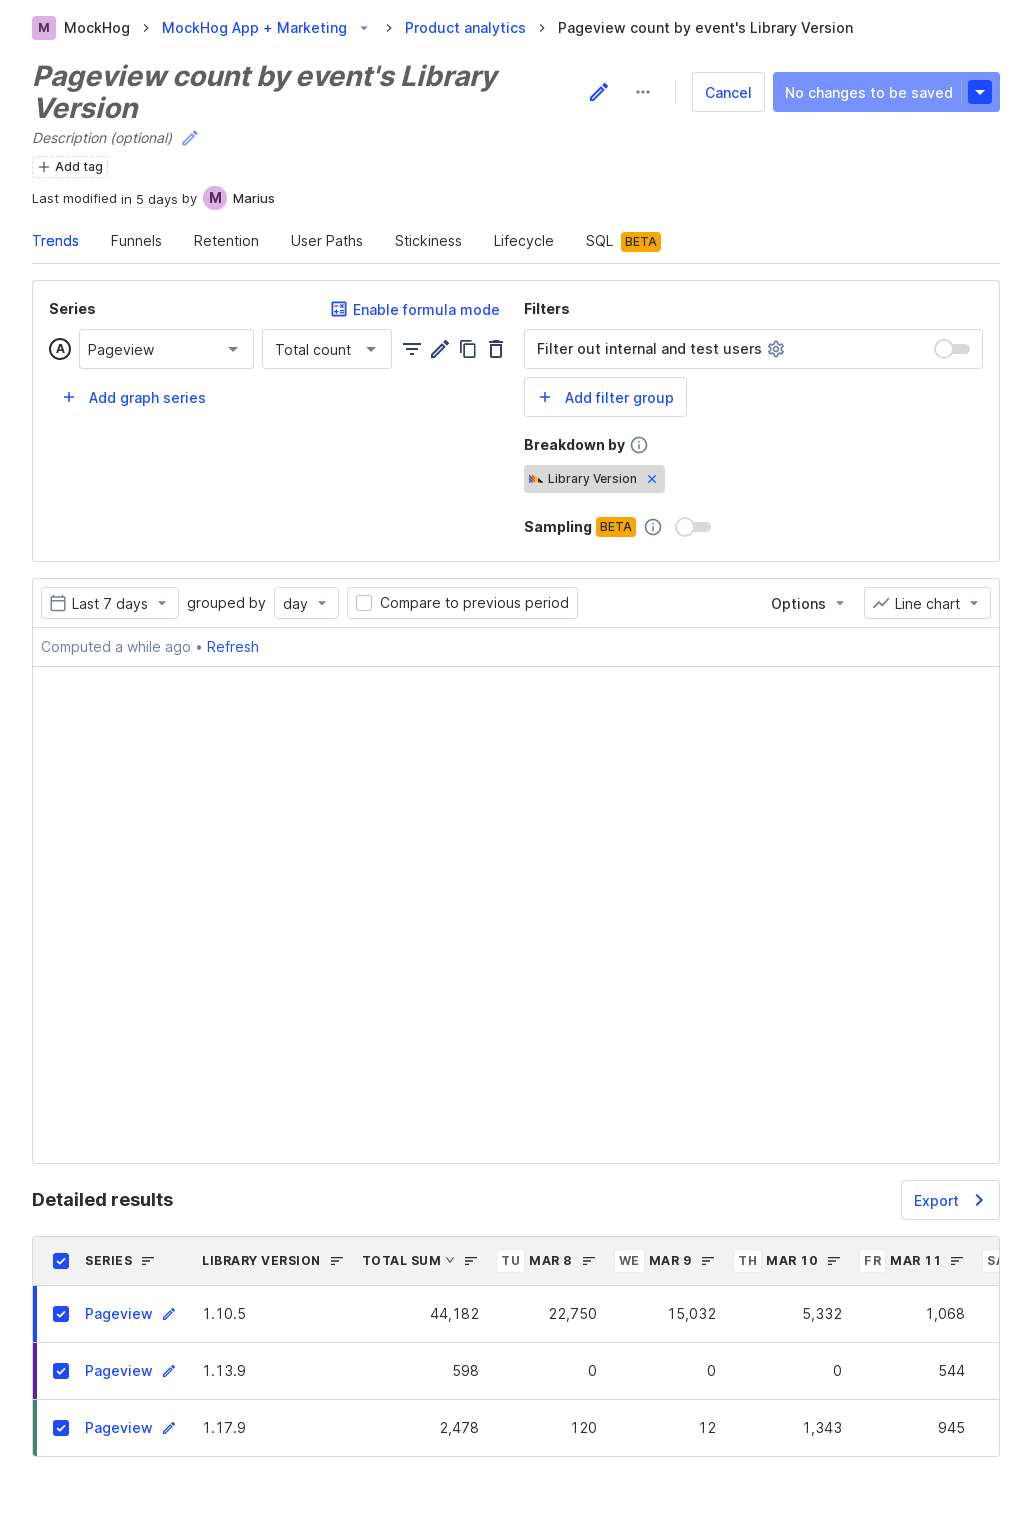 M MockHog > MockHog App + Marketing > Product analytics > Pageview count by event's Library Version
Pageview count by event's Library
Version
Cancel
No changes to be saved
Description (optional)
Add tag
Last modified in 5 days by M Marius
Trends Funnels Retention User Paths Stickiness Lifecycle SQL BETA
Series
Enable formula mode
A Pageview Total count
Add graph series
Filters
Filter out internal and test users
Add filter group
Breakdown by
Library Version
Sampling BETA
Last 7 days grouped by day Compare to previous period Options Line chart
Computed a while ago • Refresh
Detailed results
Export
SERIES LIBRARY VERSION TOTAL SUM TU MAR 8 WE MAR 9 TH MAR 10 FR MAR 11 SA
Pageview 1.10.5 44,182 22,750 15,032 5,332 1,068
Pageview 1.13.9 598 0 0 0 544
Pageview 1.17.9 2,478 120 12 1,343 945